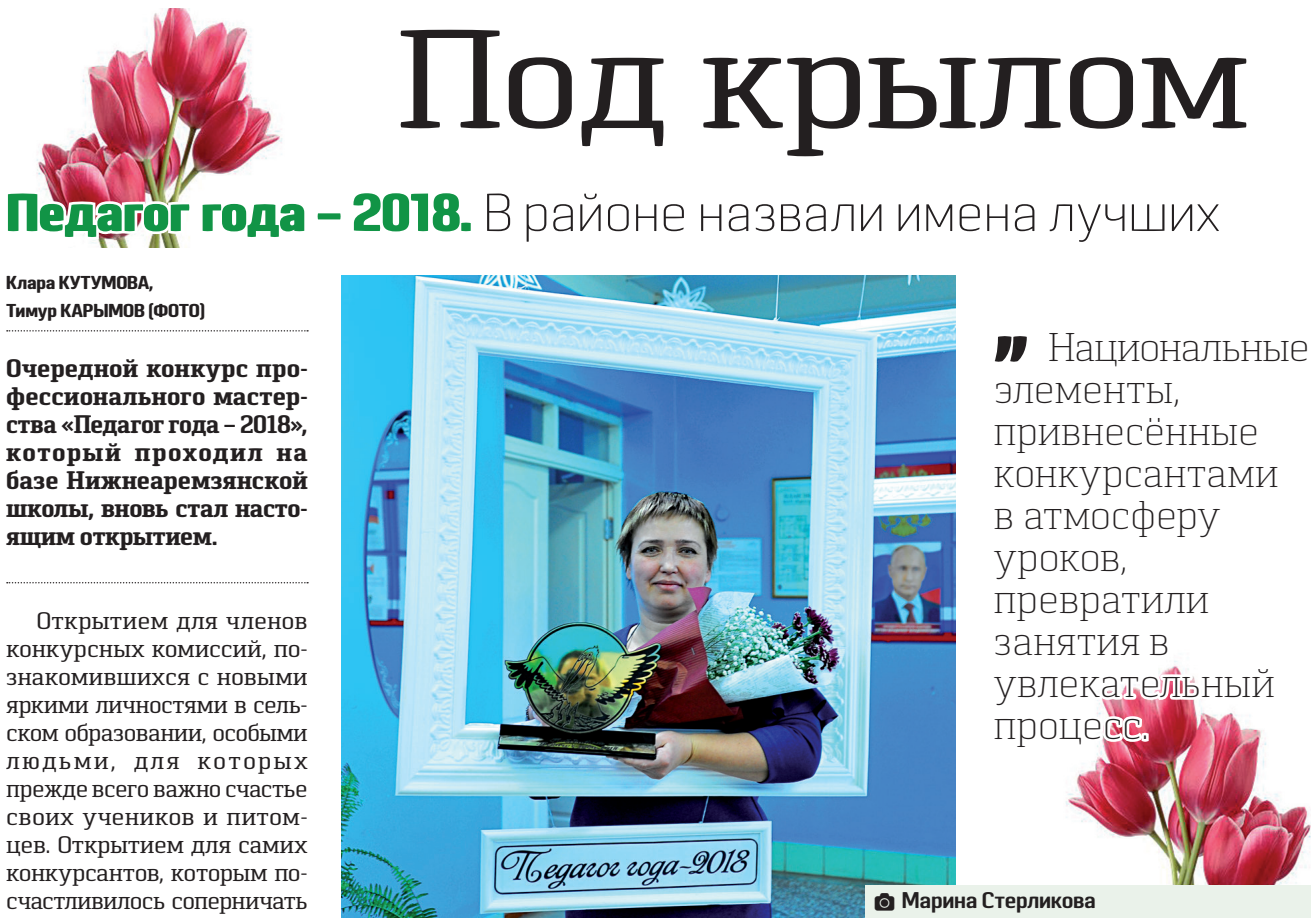 Под крылом
Педагог года – 2018. В районе назвали имена лучших
Клара КУТУМОВА,
Тимур КАРЫМОВ (ФОТО)
Очередной конкурс про-
фессионального мастер-
ства «Педагог года – 2018»,
который проходил на
базе Нижнеаремзянской
школы, вновь стал насто-
ящим открытием.
Открытием для членов
конкурсных комиссий, по-
знакомившихся с новыми
яркими личностями в сель-
ском образовании, особыми
людьми, для которых
прежде всего важно счастье
своих учеников и питом-
цев. Открытием для самих
конкурсантов, которым по-
счастливилось соперничать
Педагог года-2018
Национальные
элементы,
привнесённые
конкурсантами
в атмосферу
уроков,
превратили
занятия в
увлекательный
процесс.
Марина Стерликова